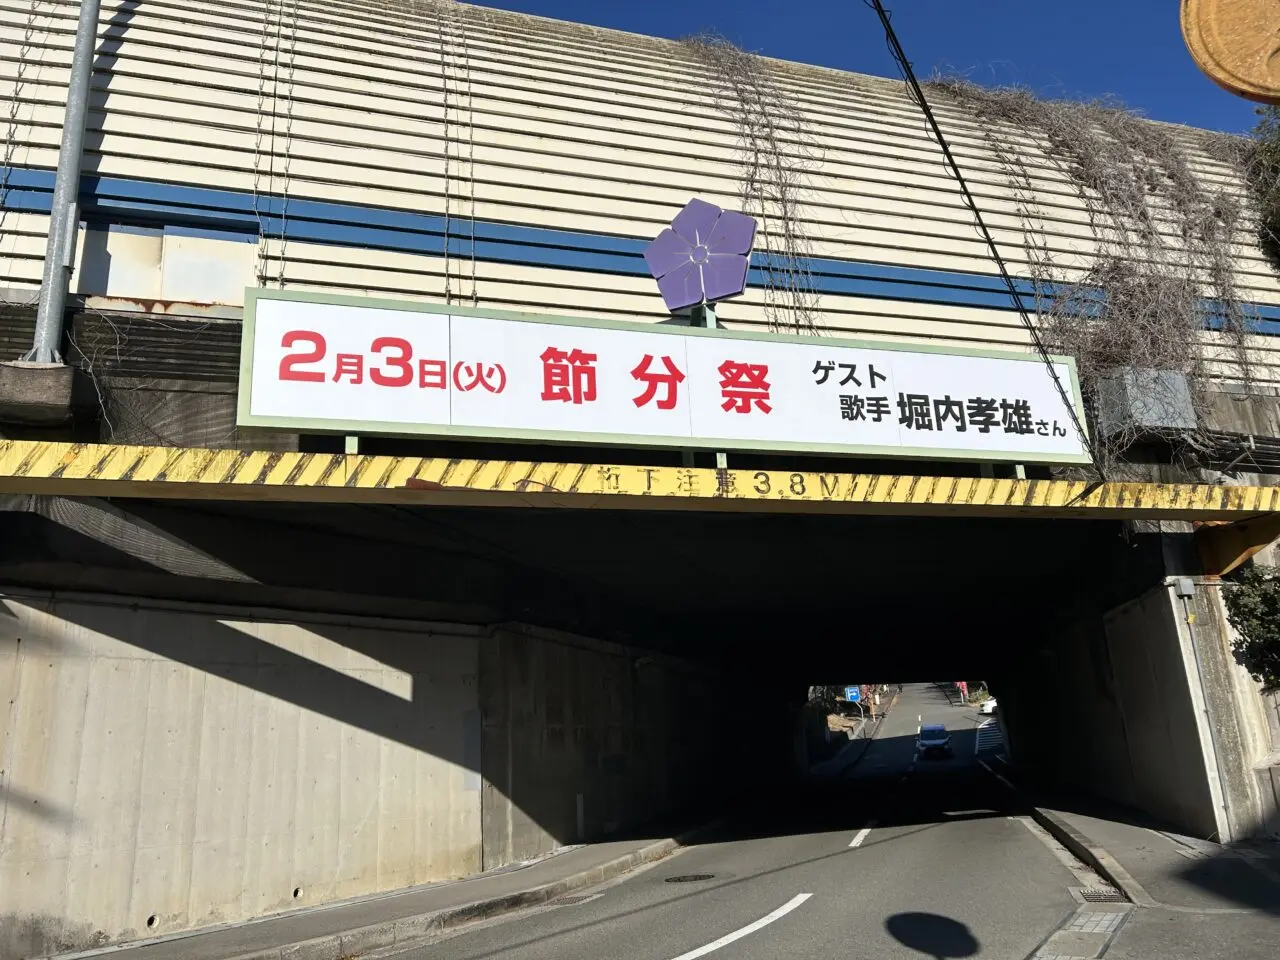 2月3日(火) 節分祭 ゲスト
歌手 堀内孝雄さん
桁下注意 3.8M